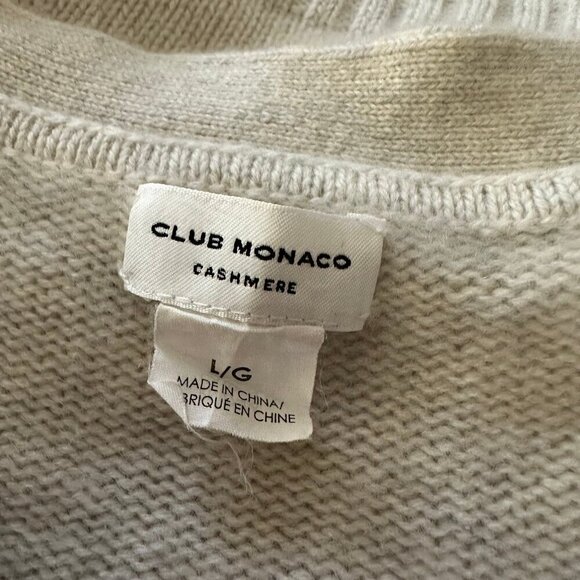 CLUB MONACO
CASHMERE
L/G
MADE IN CHINA/
BRIQUÉ EN CHINE